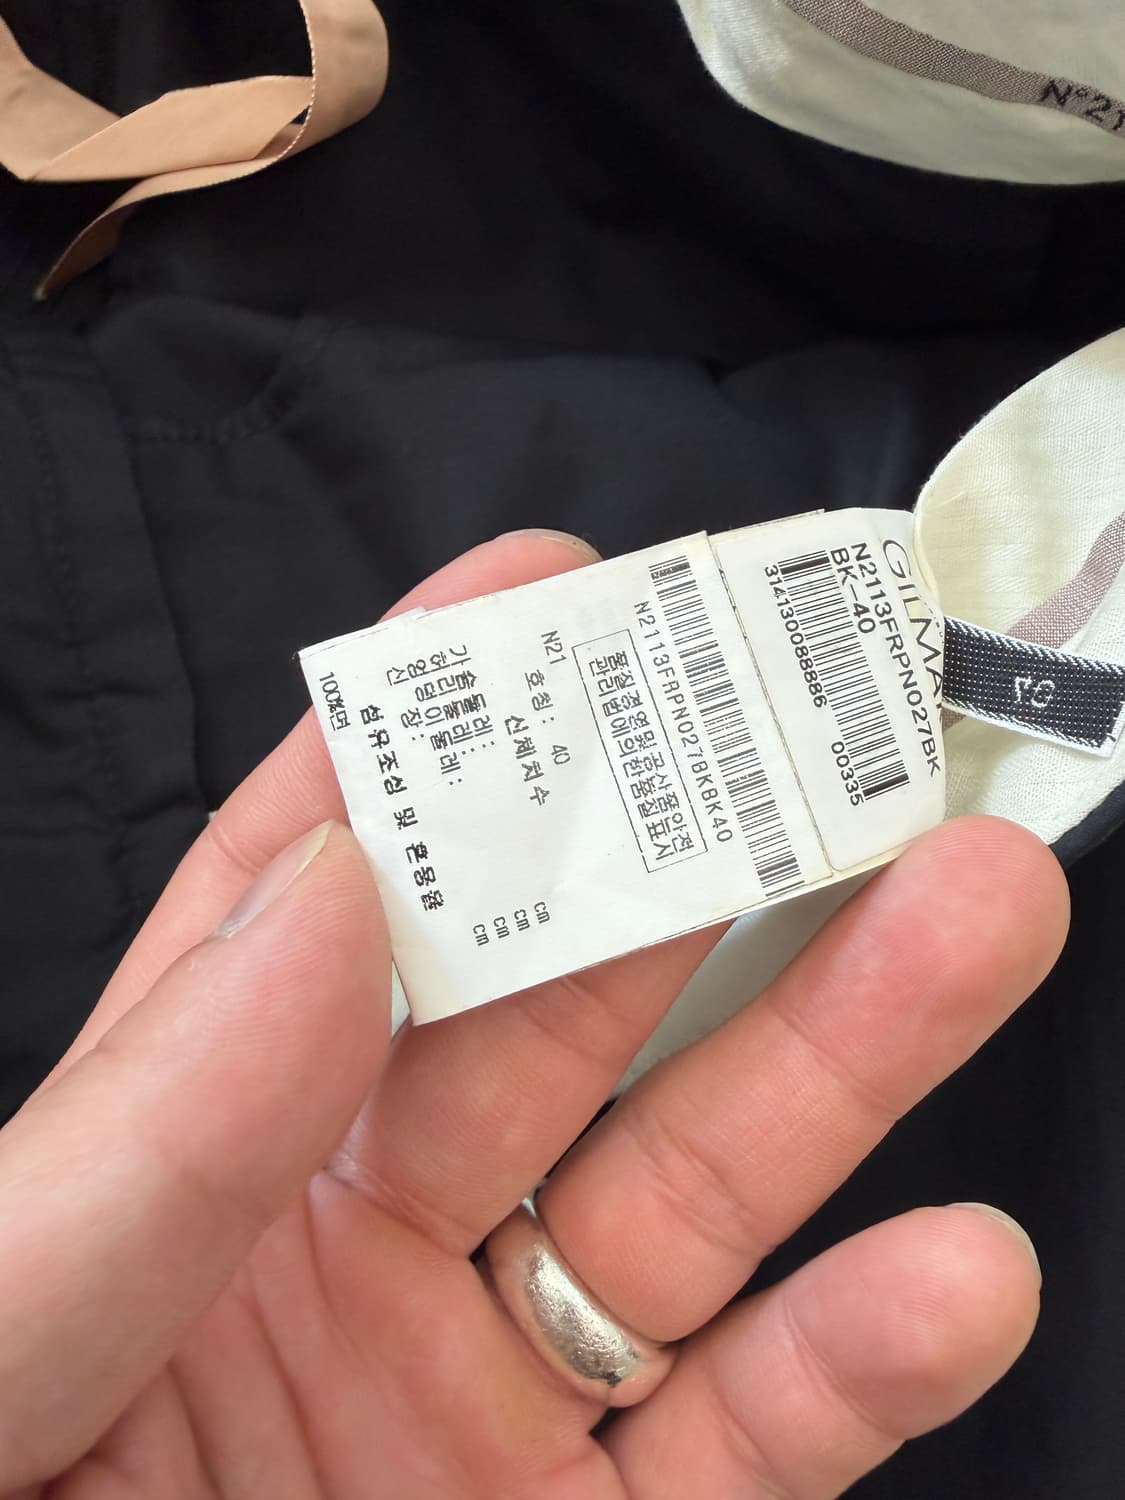 N°21
GILMAR
N2113FRPN027BK
BK-40
31413008886 00335
N2113FRPN027BKBK40
품질경영및공산품안전
관리법에의한품질표시
N21 호칭: 40
신체치수
가슴둘레: cm
허리둘레: cm
엉덩이둘레: cm
신장: cm
섬유조성 및 혼용율
100%면